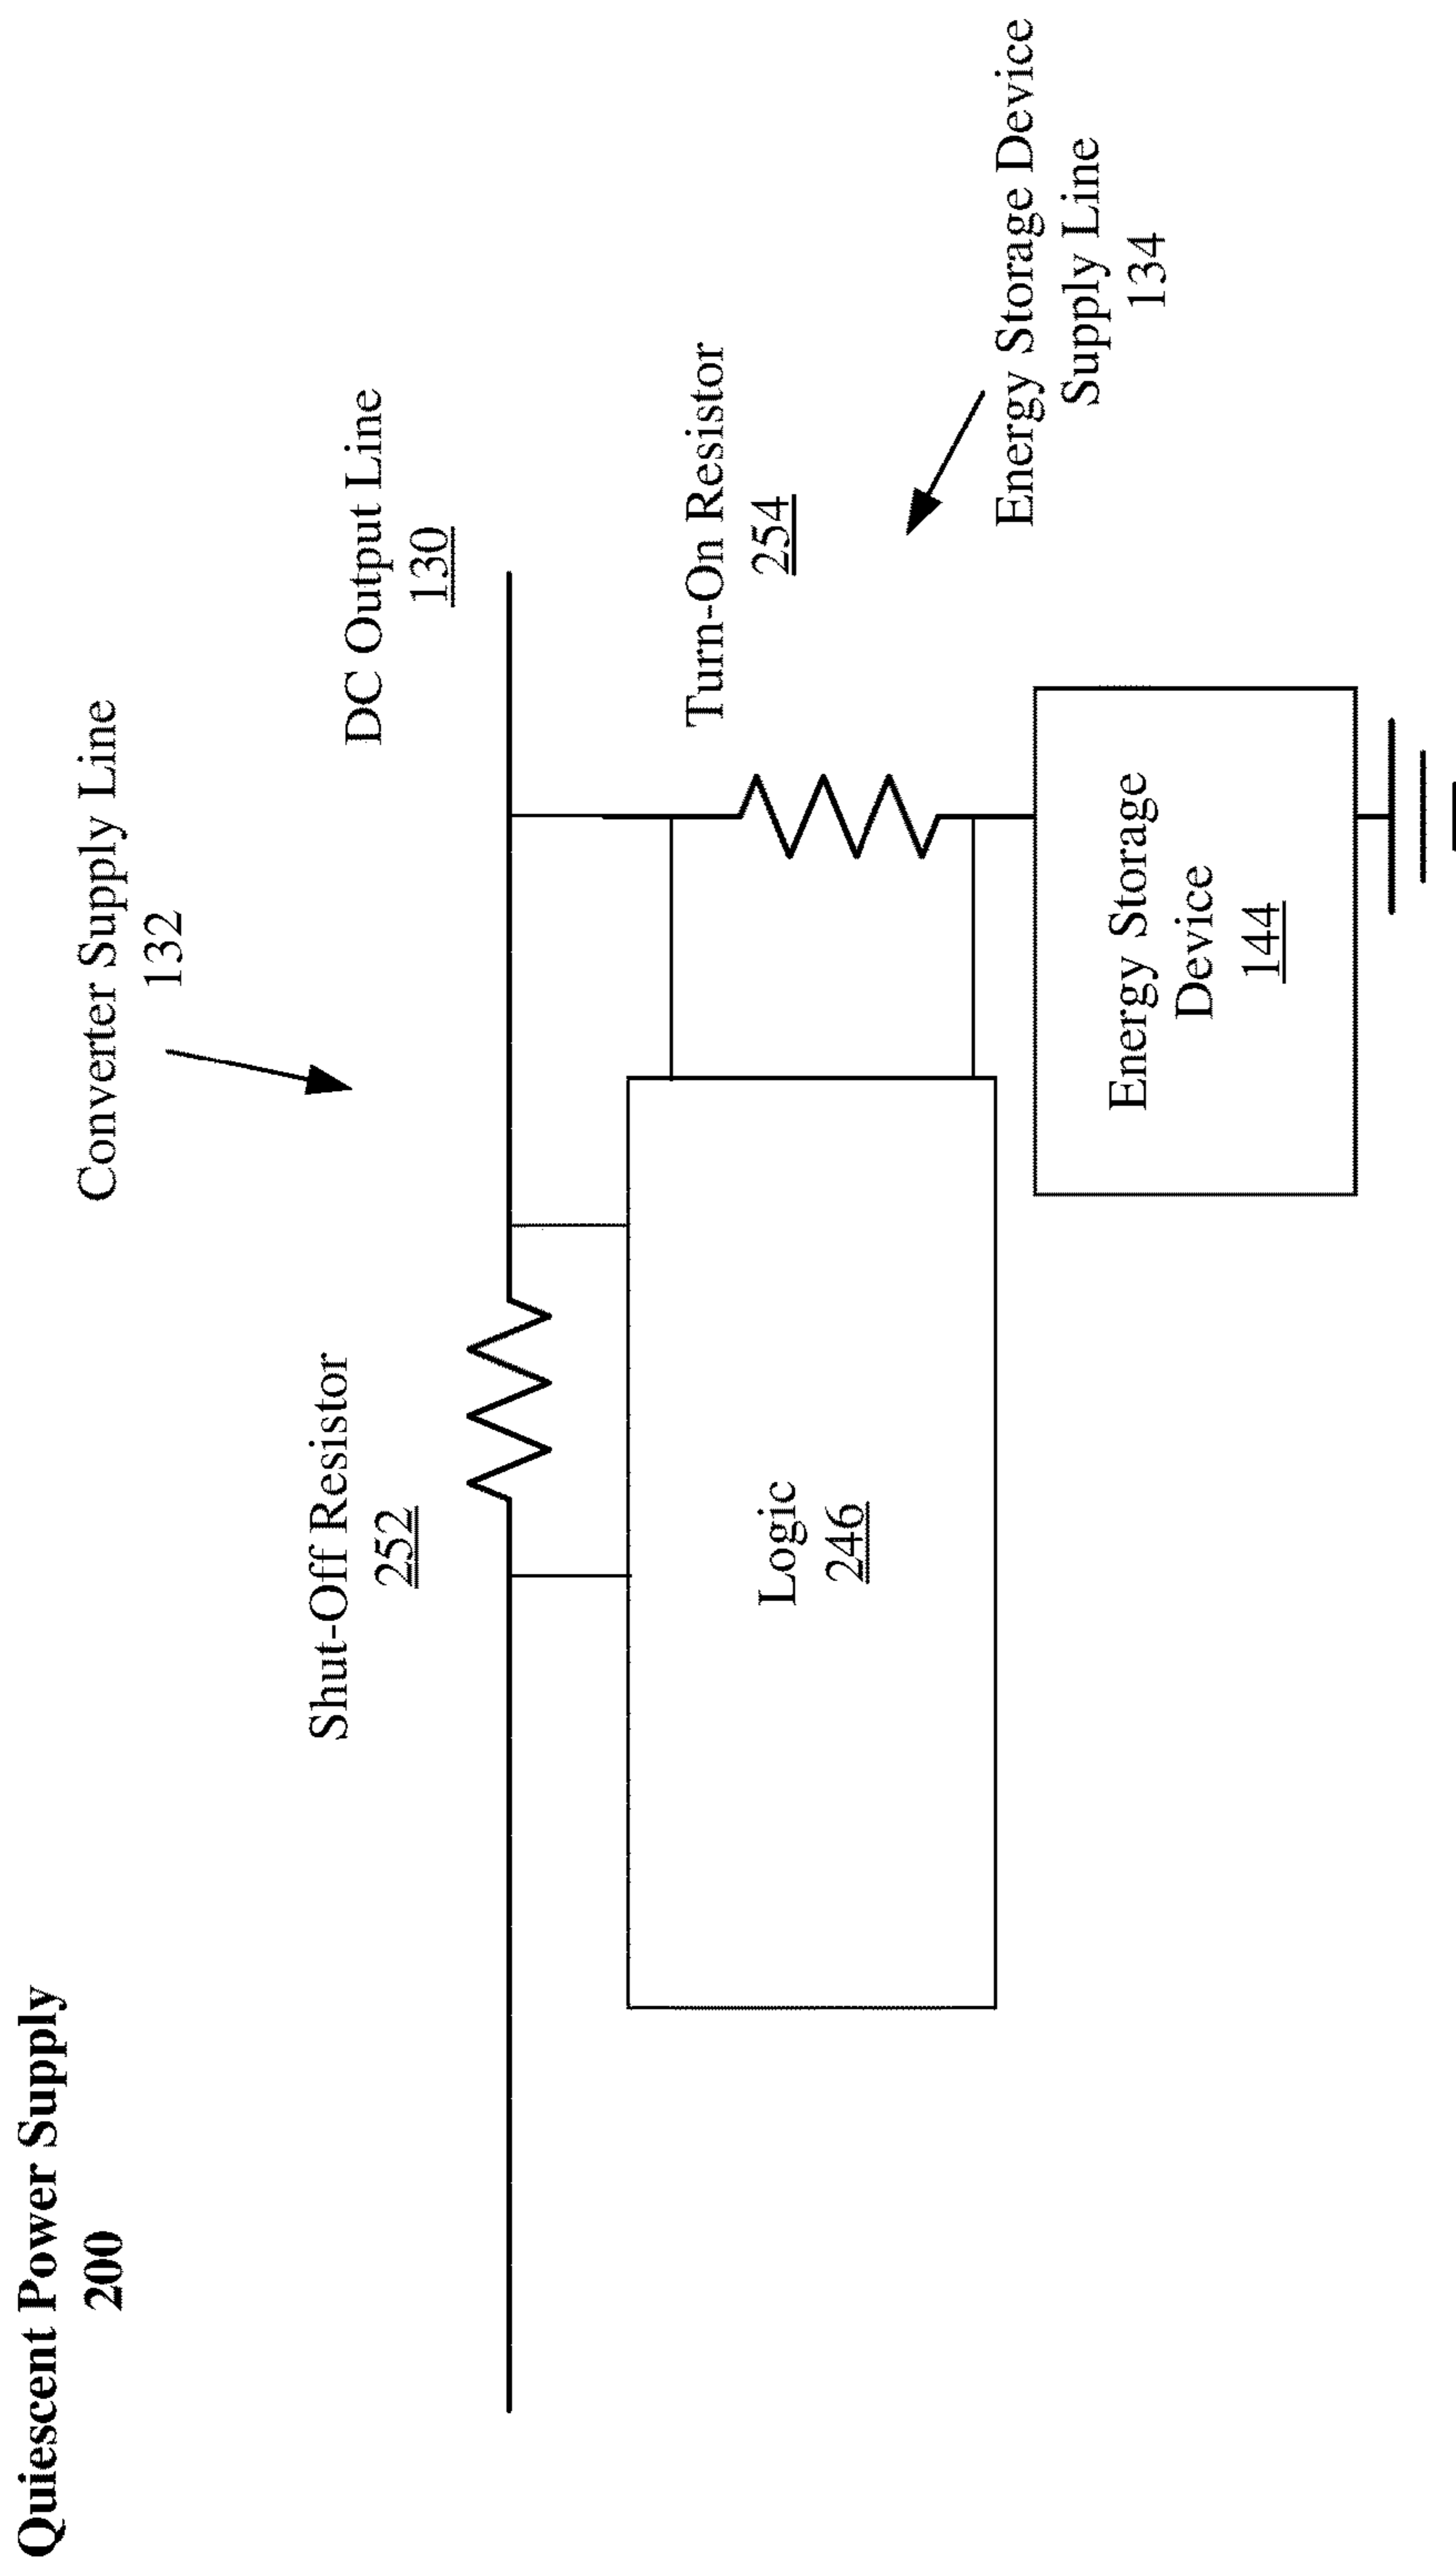 Quiescent Power Supply
200
Converter Supply Line
132
Shut-Off Resistor
252
DC Output Line
130
Turn-On Resistor
254
Logic
246
Energy Storage Device
Supply Line
134
Energy Storage
Device
144